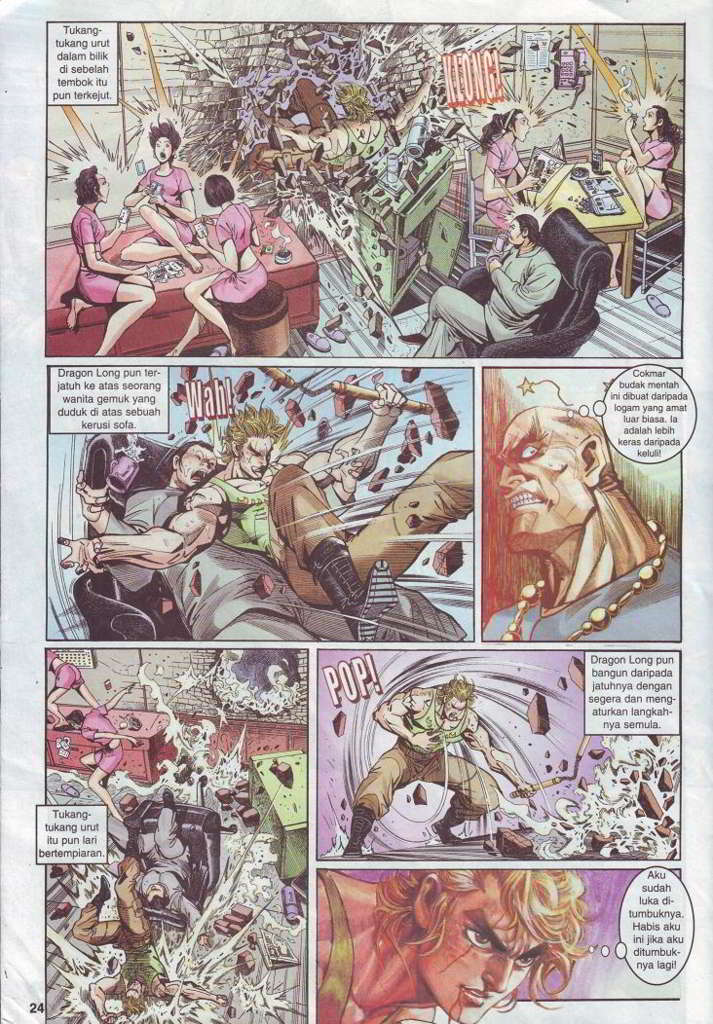 Tukang-
tukang urut
dalam bilik
di sebelah
tembok itu
pun terkejut.
WONG!
Dragon Long pun ter-
jatuh ke atas seorang
wanita gemuk yang
duduk di atas sebuah
kerusi sofa.
Wah!
Cokmar
budak mentah
ini dibuat dari
logam yang amat
luar biasa. Ia
adalah lebih
keras daripada
keluli!
Tukang-
tukang urut
itu pun lari
bertempiaran.
POP!
Dragon Long pun
bangun daripada
jatuhnya dengan
segera dan meng-
aturkan langkah-
nya semula.
Aku
sudah
luka di-
tumbuknya.
Habis aku
ini jika aku
ditumbuk-
nya lagi!
24